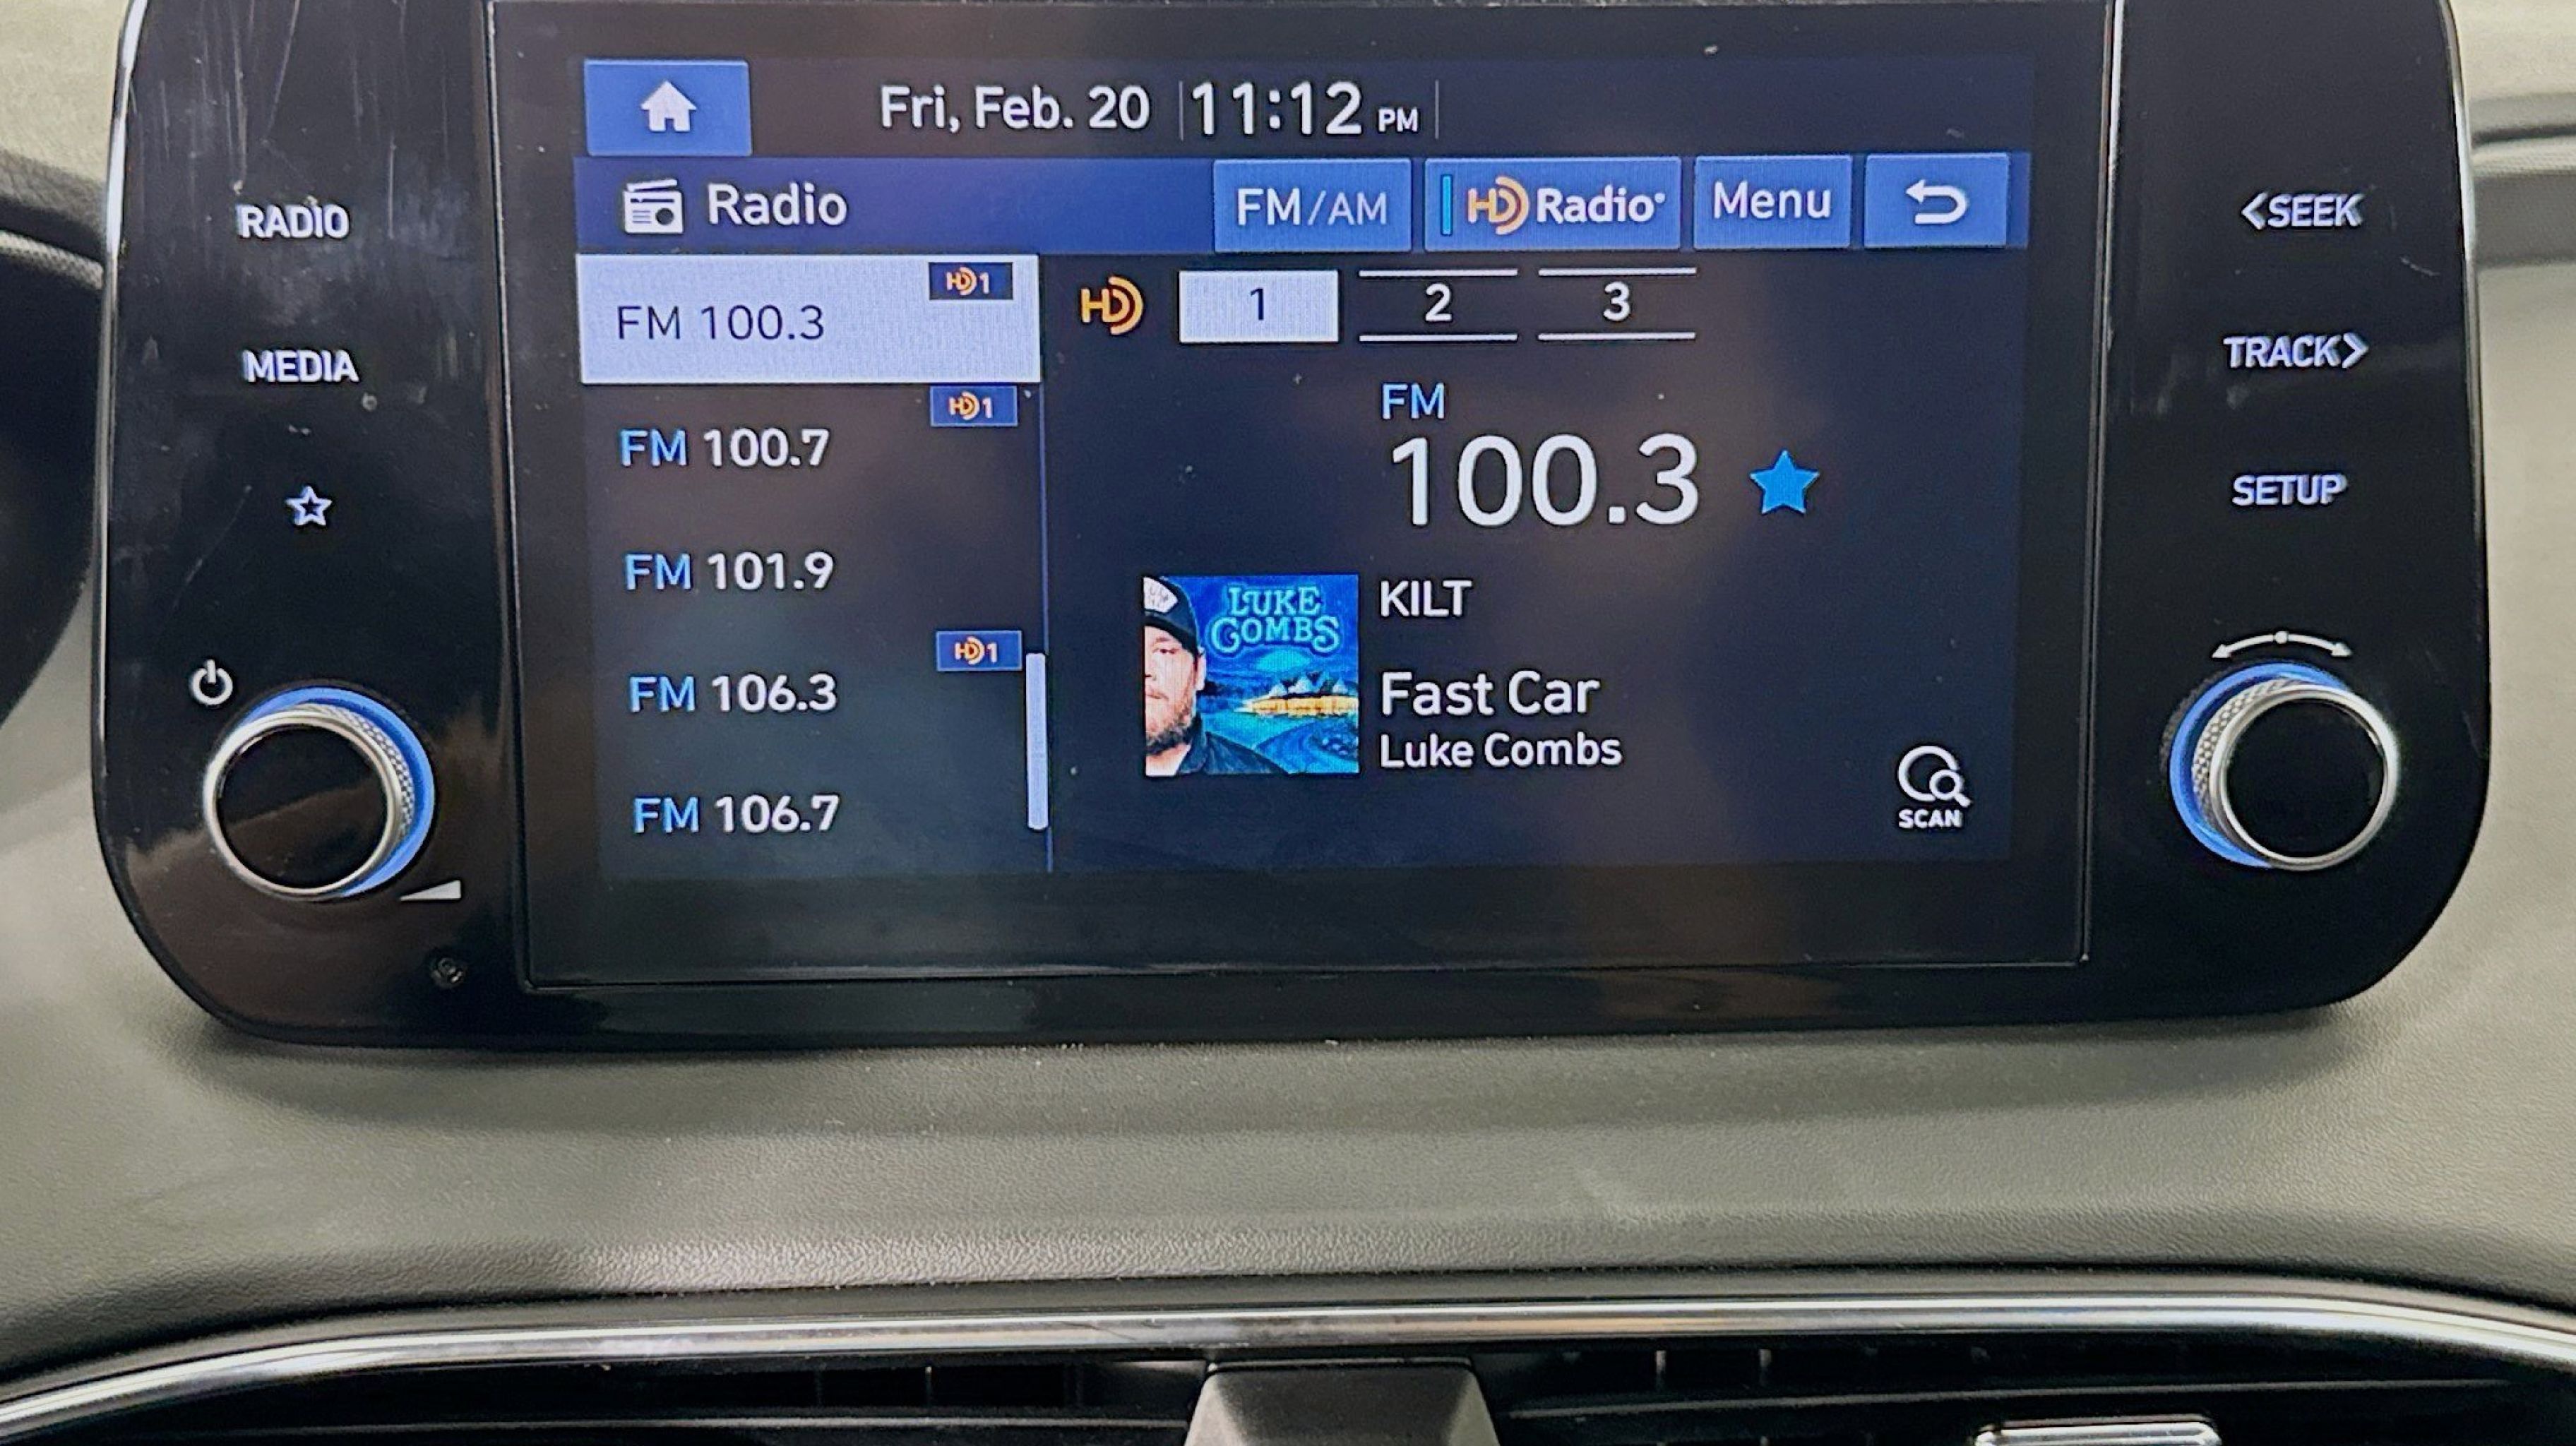 Fri, Feb. 20 11:12 PM
RADIO
MEDIA
Radio FM/AM HD Radio Menu
HD1
FM 100.3
HD1
FM 100.7
FM 101.9
HD1
FM 106.3
FM 106.7
HD 1 2 3
FM
100.3
LUKE
COMBS
KILT
Fast Car
Luke Combs
SCAN
<SEEK
TRACK>
SETUP